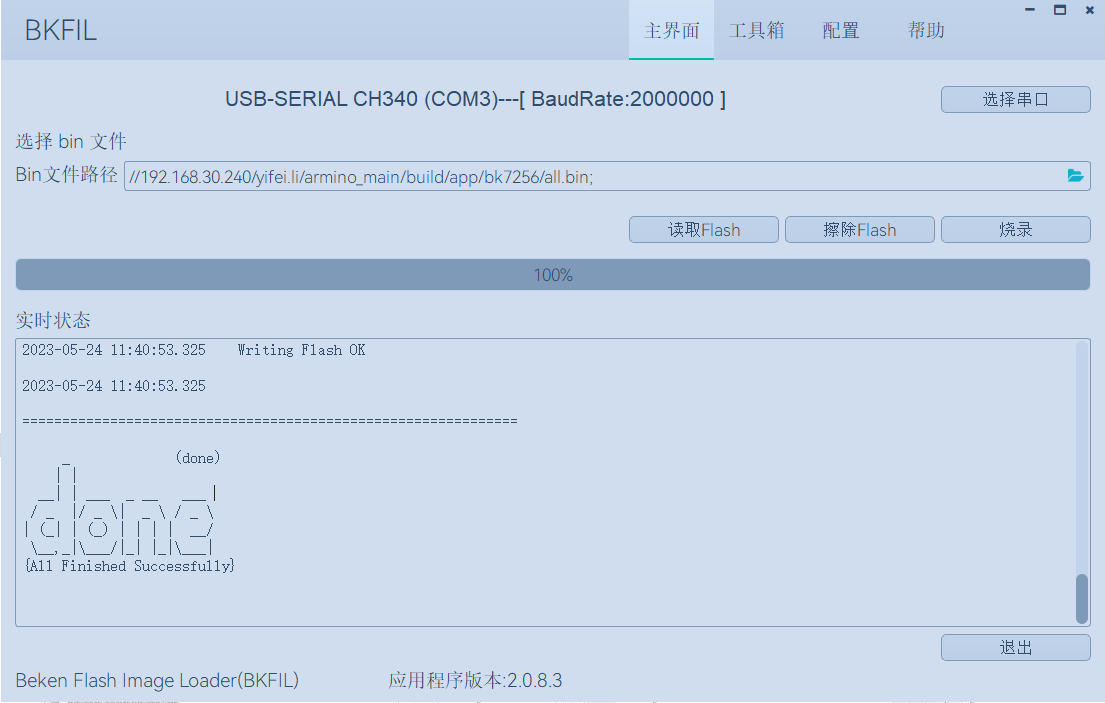 BKFIL
主界面 工具箱 配置 帮助
USB-SERIAL CH340 (COM3)---[ BaudRate:2000000 ]
选择串口
选择 bin 文件
Bin文件路径 //192.168.30.240/yifei.li/armino_main/build/app/bk7256/all.bin;
读取Flash 擦除Flash 烧录
100%
实时状态
2023-05-24 11:40:53.325 Writing Flash OK
2023-05-24 11:40:53.325
==============================================================
(done)
done
{All Finished Successfully}
退出
Beken Flash Image Loader(BKFIL) 应用程序版本:2.0.8.3